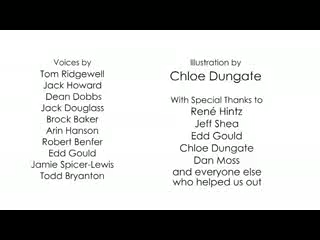 Voices by
Tom Ridgewell
Jack Howard
Dean Dobbs
Jack Douglass
Brock Baker
Arin Hanson
Robert Benfer
Edd Gould
Jamie Spicer-Lewis
Todd Bryanton
Illustration by
Chloe Dungate
With Special Thanks to
René Hintz
Jeff Shea
Edd Gould
Chloe Dungate
Dan Moss
and everyone else
who helped us out